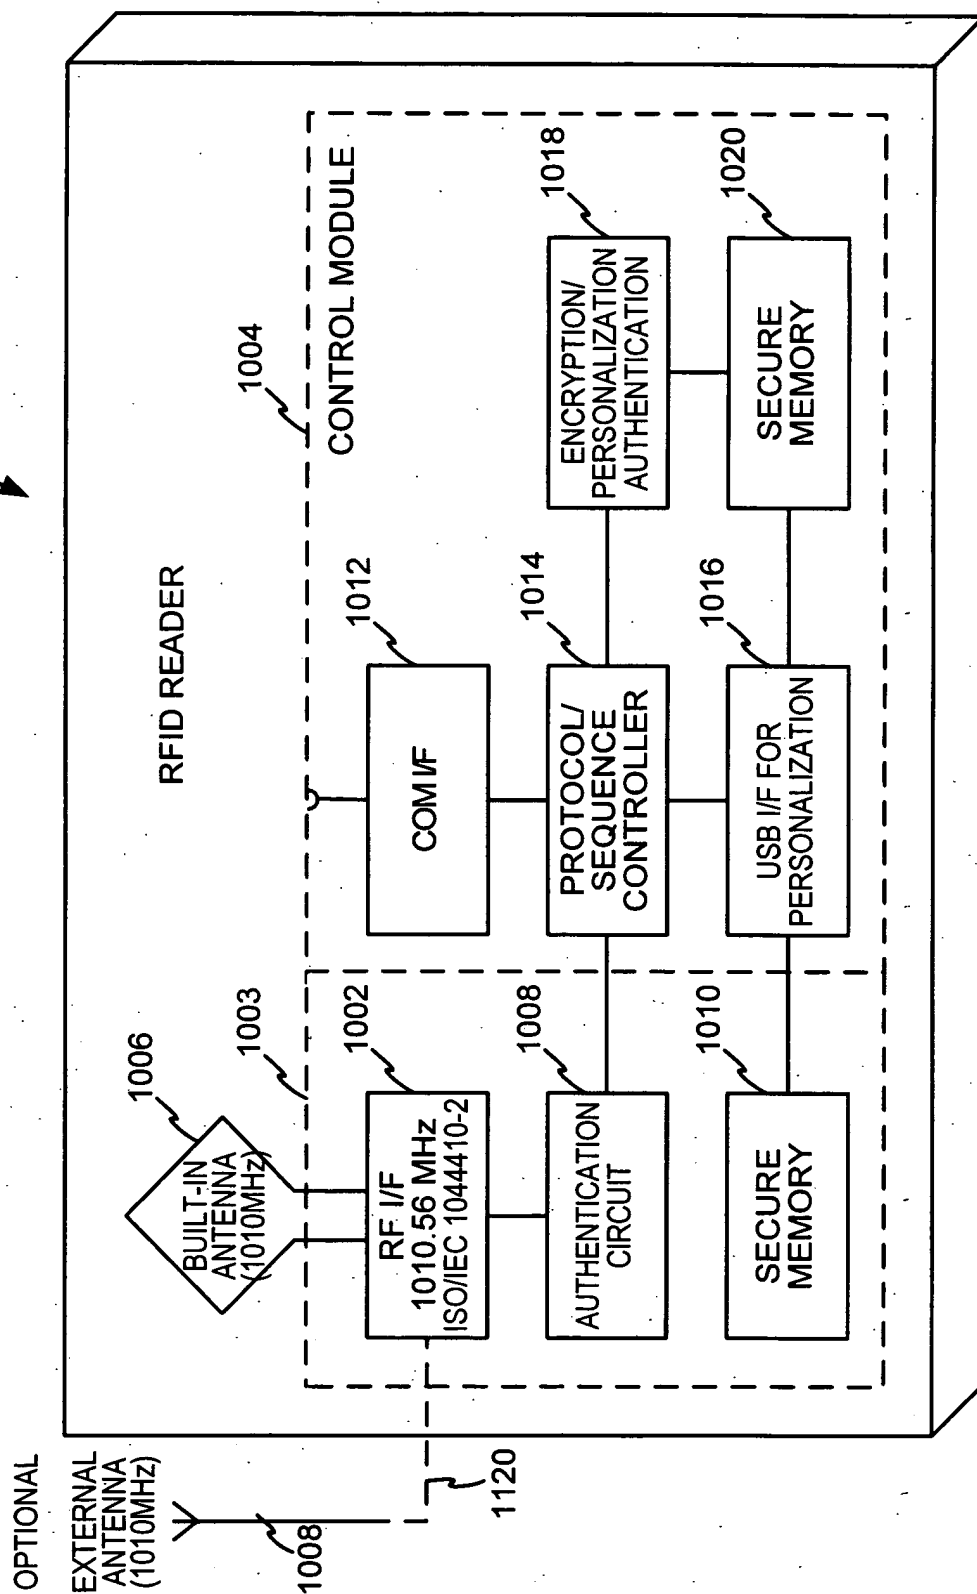 RFID READER
OPTIONAL
EXTERNAL
ANTENNA
(1010MHz)
1008
1120
BUILT-IN
ANTENNA
(1010MHz)
1006
1003
1004
CONTROL MODULE
RF I/F
1010.56 MHz
ISO/IEC 1044410-2
1002
COM I/F
1012
AUTHENTICATION
CIRCUIT
1008
PROTOCOL/
SEQUENCE
CONTROLLER
1014
ENCRYPTION/
PERSONALIZATION
AUTHENTICATION
1018
SECURE
MEMORY
1010
USB I/F FOR
PERSONALIZATION
1016
SECURE
MEMORY
1020